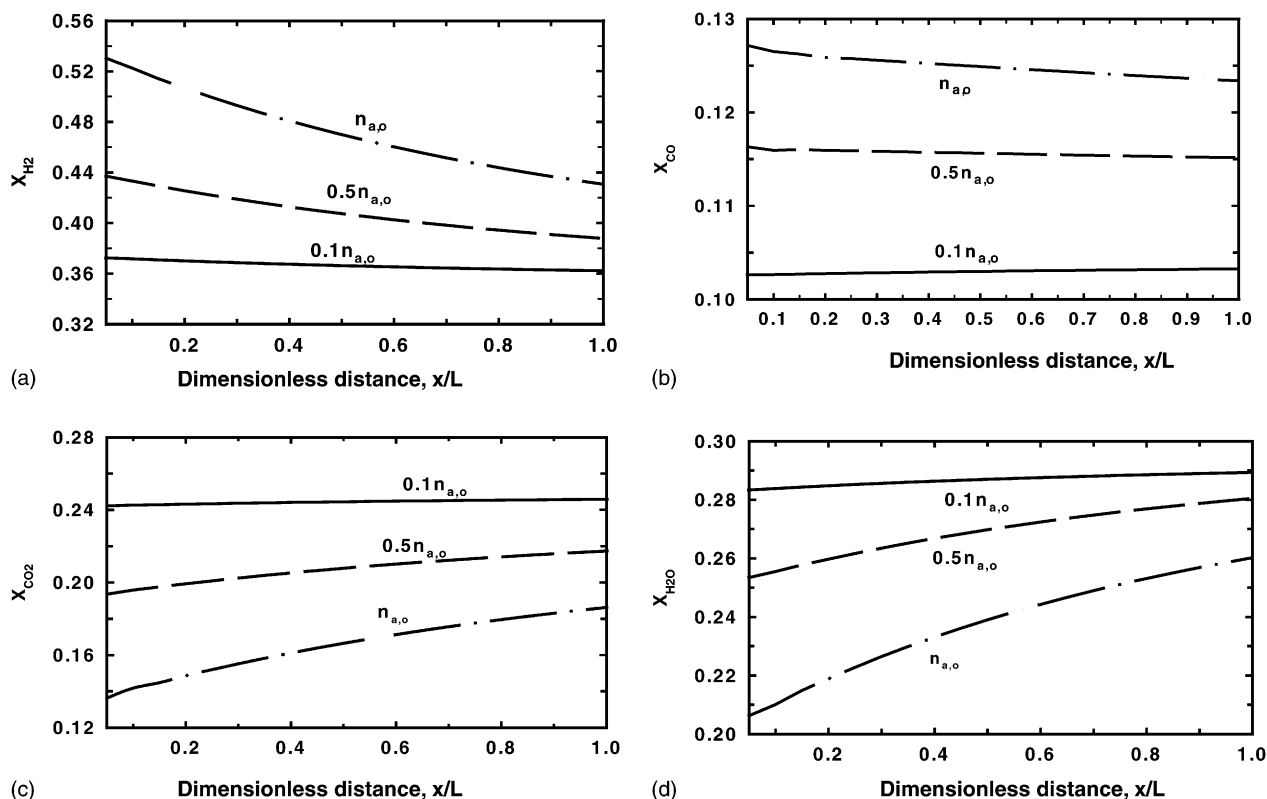 0.56
0.52
0.48
0.44
0.40
0.36
0.32
X_H2
n_a,o
0.5n_a,o
0.1n_a,o
0.2 0.4 0.6 0.8 1.0
(a) Dimensionless distance, x/L
0.13
0.12
0.11
0.10
X_CO
n_a,o
0.5n_a,o
0.1n_a,o
0.1 0.2 0.3 0.4 0.5 0.6 0.7 0.8 0.9 1.0
(b) Dimensionless distance, x/L
0.28
0.24
0.20
0.16
0.12
X_CO2
0.1n_a,o
0.5n_a,o
n_a,o
0.2 0.4 0.6 0.8 1.0
(c) Dimensionless distance, x/L
0.30
0.28
0.26
0.24
0.22
0.20
X_H2O
0.1n_a,o
0.5n_a,o
n_a,o
0.2 0.4 0.6 0.8 1.0
(d) Dimensionless distance, x/L